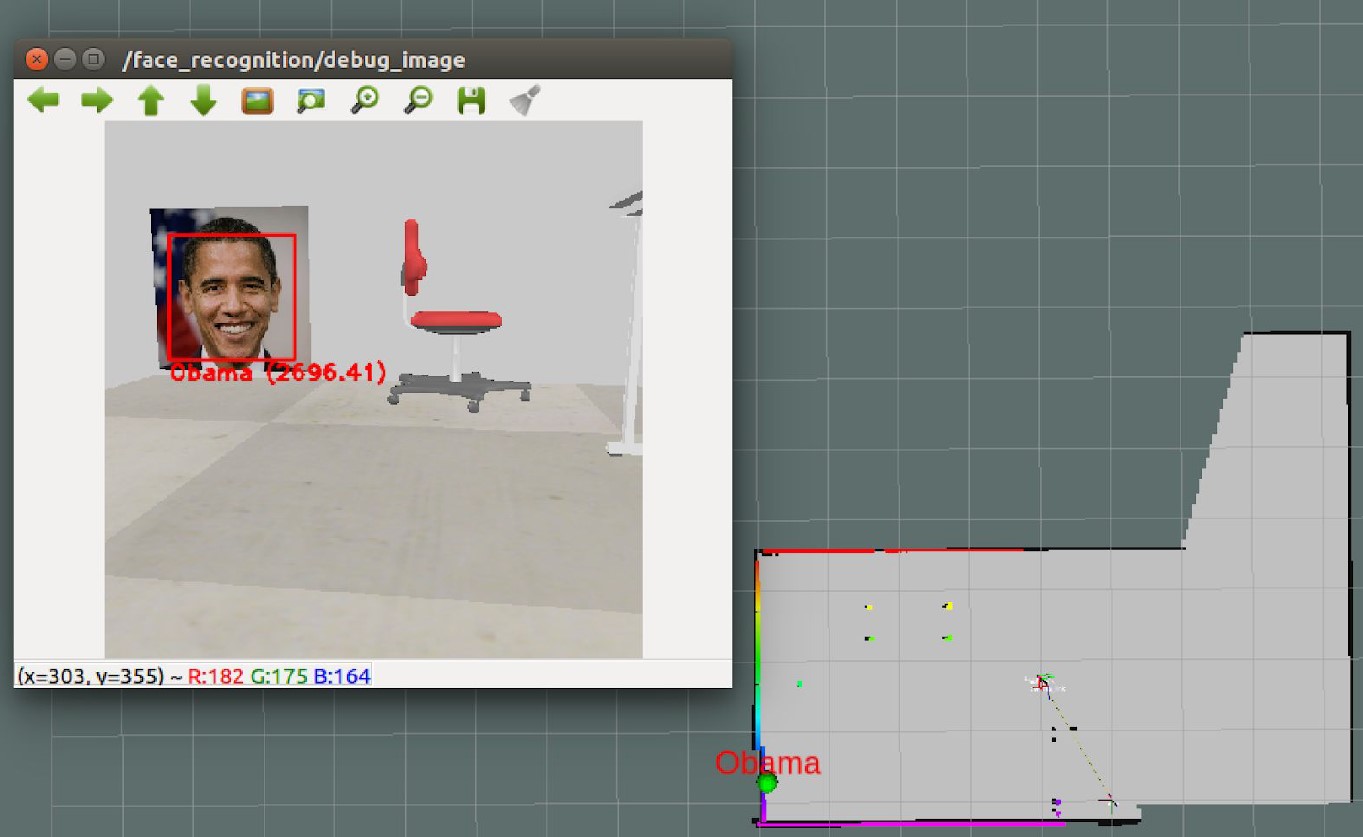 /face_recognition/debug_image
Obama (2696.41)
(x=303, y=355) ~ R:182 G:175 B:164
Obama